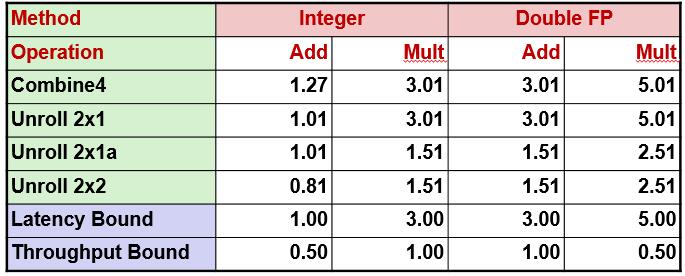 Method Integer Double FP
Operation Add Mult Add Mult
Combine4 1.27 3.01 3.01 5.01
Unroll 2x1 1.01 3.01 3.01 5.01
Unroll 2x1a 1.01 1.51 1.51 2.51
Unroll 2x2 0.81 1.51 1.51 2.51
Latency Bound 1.00 3.00 3.00 5.00
Throughput Bound 0.50 1.00 1.00 0.50